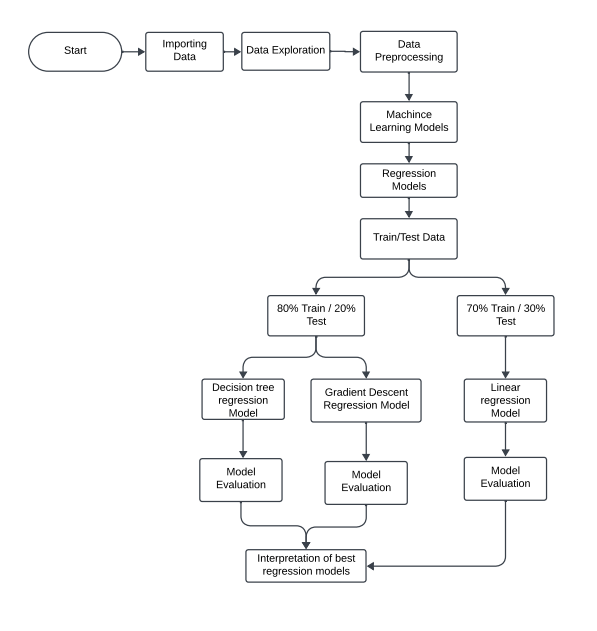 Start
Importing
Data
Data Exploration
Data
Preprocessing
Machince
Learning Models
Regression
Models
Train/Test Data
80% Train / 20%
Test
70% Train / 30%
Test
Decision tree
regression
Model
Gradient Descent
Regression Model
Linear
regression
Model
Model
Evaluation
Model
Evaluation
Model
Evaluation
Interpretation of best
regression models